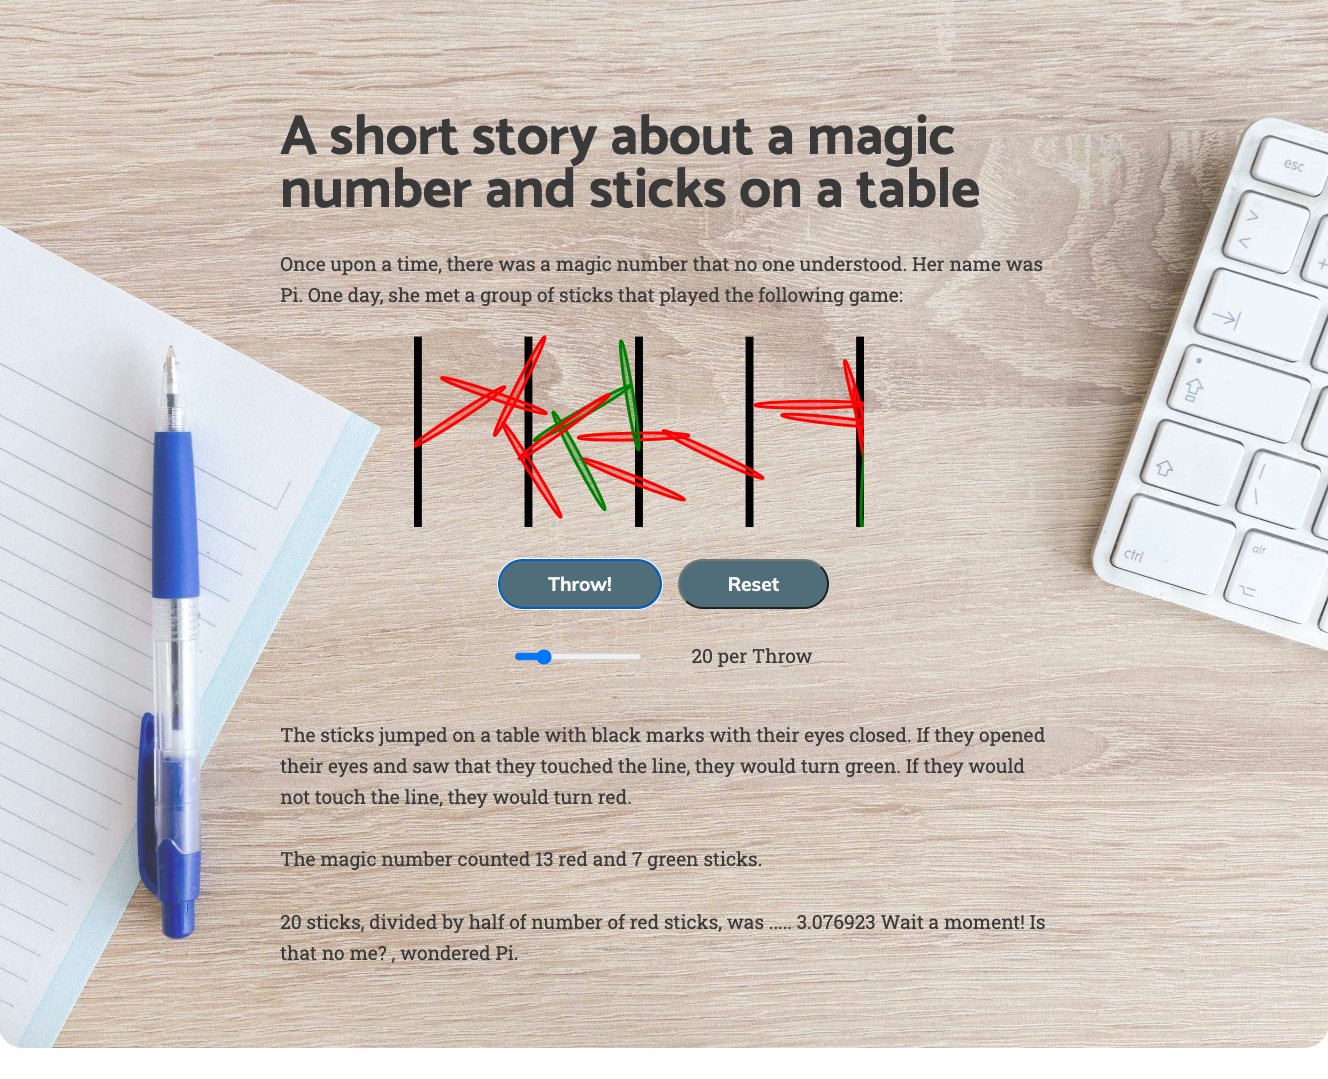 A short story about a magic
number and sticks on a table
Once upon a time, there was a magic number that no one understood. Her name was
Pi. One day, she met a group of sticks that played the following game:
Throw!
Reset
20 per Throw
The sticks jumped on a table with black marks with their eyes closed. If they opened
their eyes and saw that they touched the line, they would turn green. If they would
not touch the line, they would turn red.
The magic number counted 13 red and 7 green sticks.
20 sticks, divided by half of number of red sticks, was ..... 3.076923 Wait a moment! Is
that no me? , wondered Pi.
esc
>
<
+
|
\
ctrl
alt